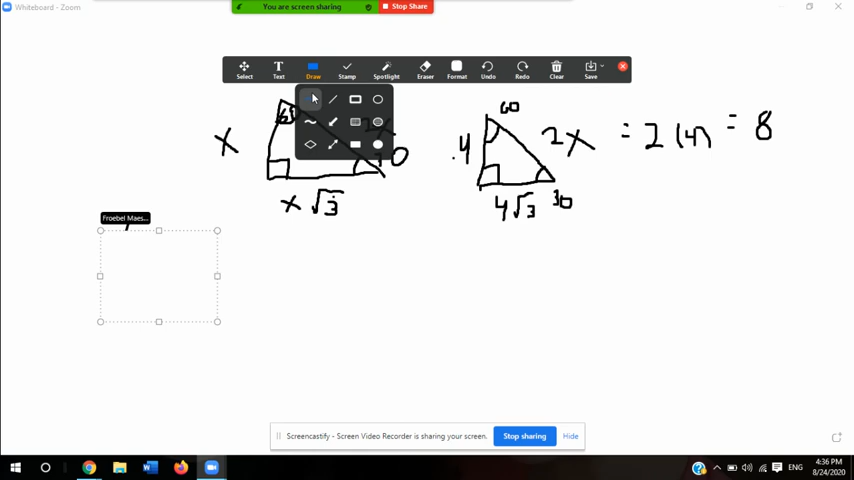 Whiteboard - Zoom
You are screen sharing
Stop Share
Select Text Draw Stamp Spotlight Eraser Format Undo Redo Clear Save
60
60
x
4
2x = 2 (4) = 8
x √3
4√3 30
Froebel Maes...
Screencastify - Screen Video Recorder is sharing your screen.
Stop sharing
Hide
ENG
4:36 PM
8/24/2020